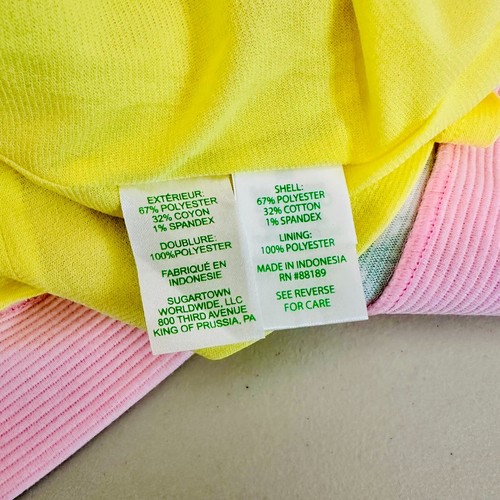 EXTÉRIEUR:
67% POLYESTER
32% COYON
1% SPANDEX
DOUBLURE:
100%POLYESTER
FABRIQUÉ EN
INDONESIE
SUGARTOWN
WORLDWIDE, LLC
800 THIRD AVENUE
KING OF PRUSSIA, PA
SHELL:
67% POLYESTER
32% COTTON
1% SPANDEX
LINING:
100% POLYESTER
MADE IN INDONESIA
RN #88189
SEE REVERSE
FOR CARE